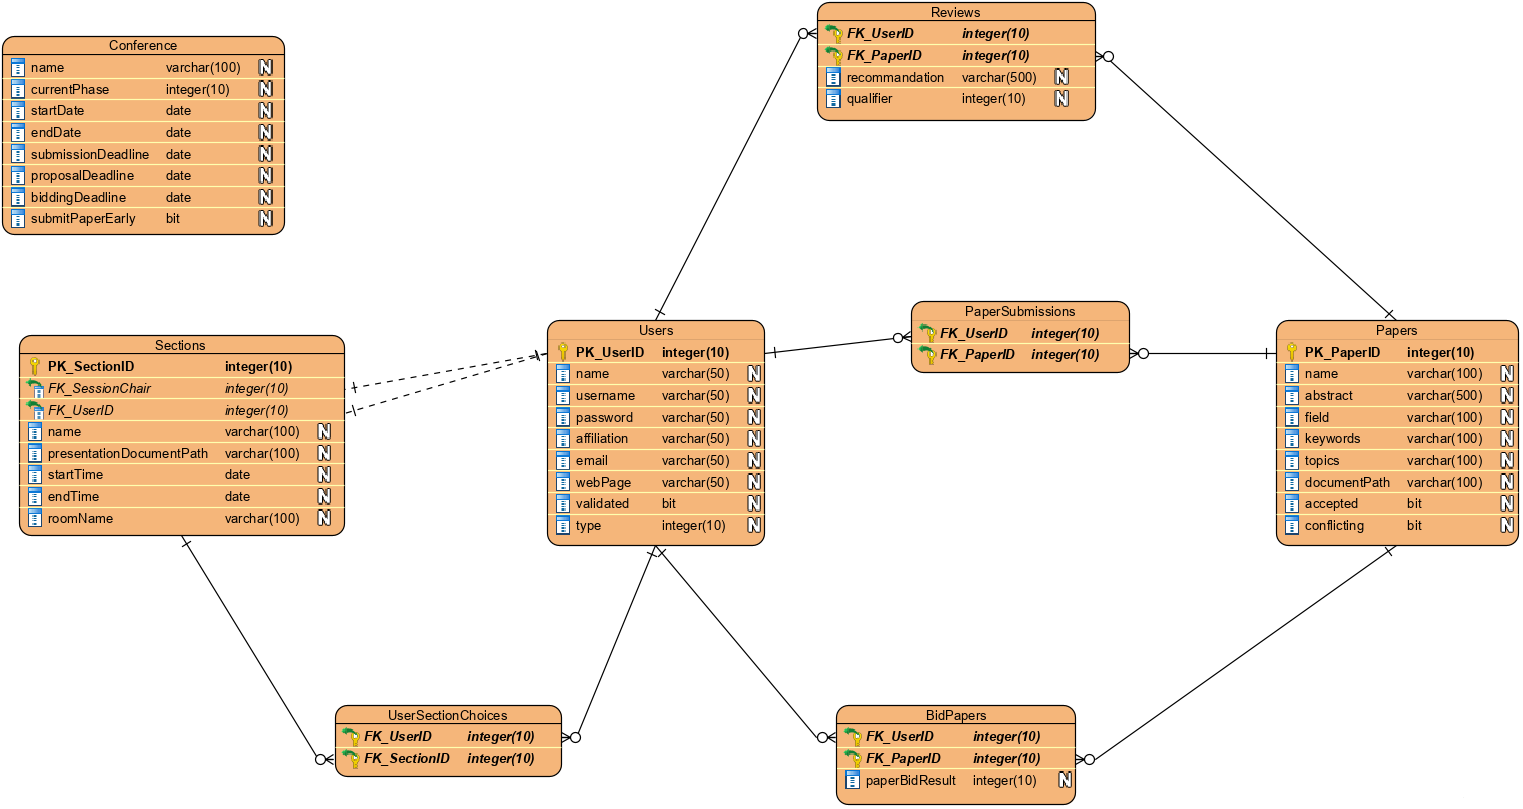 Conference
name varchar(100) N
currentPhase integer(10) N
startDate date N
endDate date N
submissionDeadline date N
proposalDeadline date N
biddingDeadline date N
submitPaperEarly bit N
Reviews
FK_UserID integer(10)
FK_PaperID integer(10)
recommandation varchar(500) N
qualifier integer(10) N
Sections
PK_SectionID integer(10)
FK_SessionChair integer(10)
FK_UserID integer(10)
name varchar(100) N
presentationDocumentPath varchar(100) N
startTime date N
endTime date N
roomName varchar(100) N
Users
PK_UserID integer(10)
name varchar(50) N
username varchar(50) N
password varchar(50) N
affiliation varchar(50) N
email varchar(50) N
webPage varchar(50) N
validated bit N
type integer(10) N
PaperSubmissions
FK_UserID integer(10)
FK_PaperID integer(10)
Papers
PK_PaperID integer(10)
name varchar(100) N
abstract varchar(500) N
field varchar(100) N
keywords varchar(100) N
topics varchar(100) N
documentPath varchar(100) N
accepted bit N
conflicting bit N
UserSectionChoices
FK_UserID integer(10)
FK_SectionID integer(10)
BidPapers
FK_UserID integer(10)
FK_PaperID integer(10)
paperBidResult integer(10) N